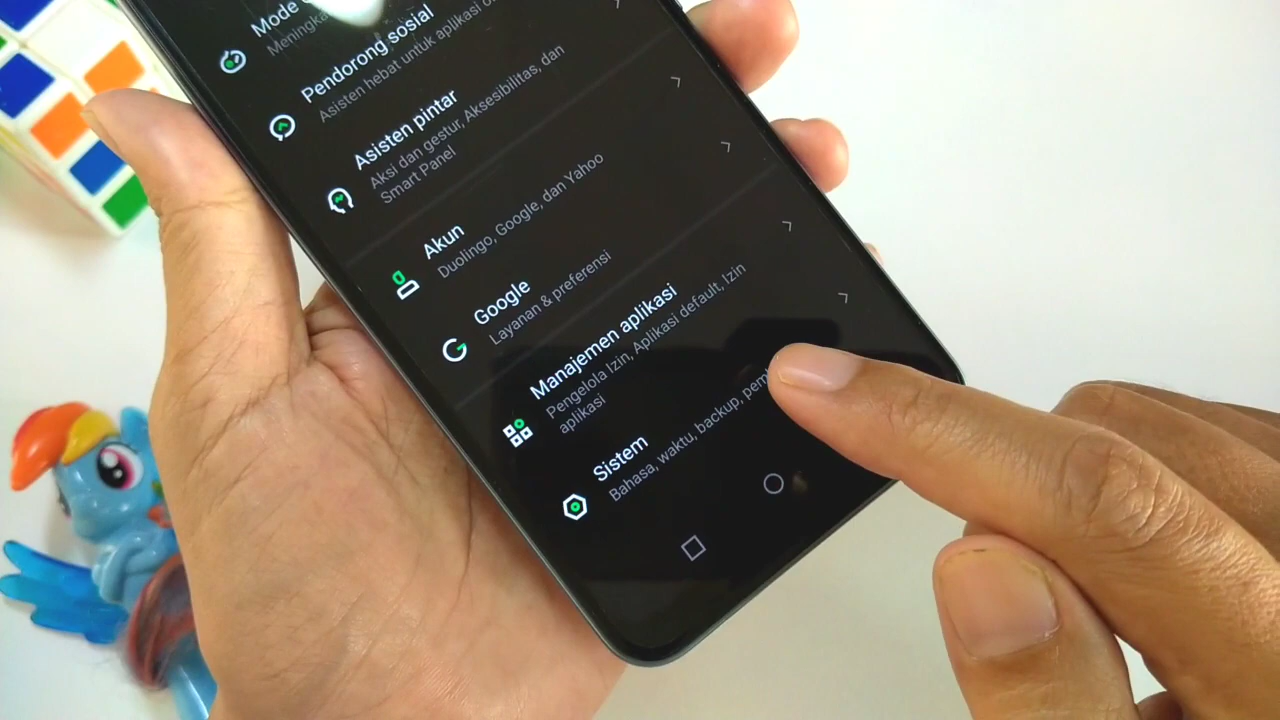 Mode
Pendorong sosial
Asisten hebat untuk aplikasi
Asisten pintar
Aksi dan gestur, Aksesibilitas, dan
Smart Panel
Akun
Duolingo, Google, dan Yahoo
Google
Layanan & preferensi
Manajemen aplikasi
Pengelola Izin, Aplikasi default, Izin
aplikasi
Sistem
Bahasa, waktu, backup,